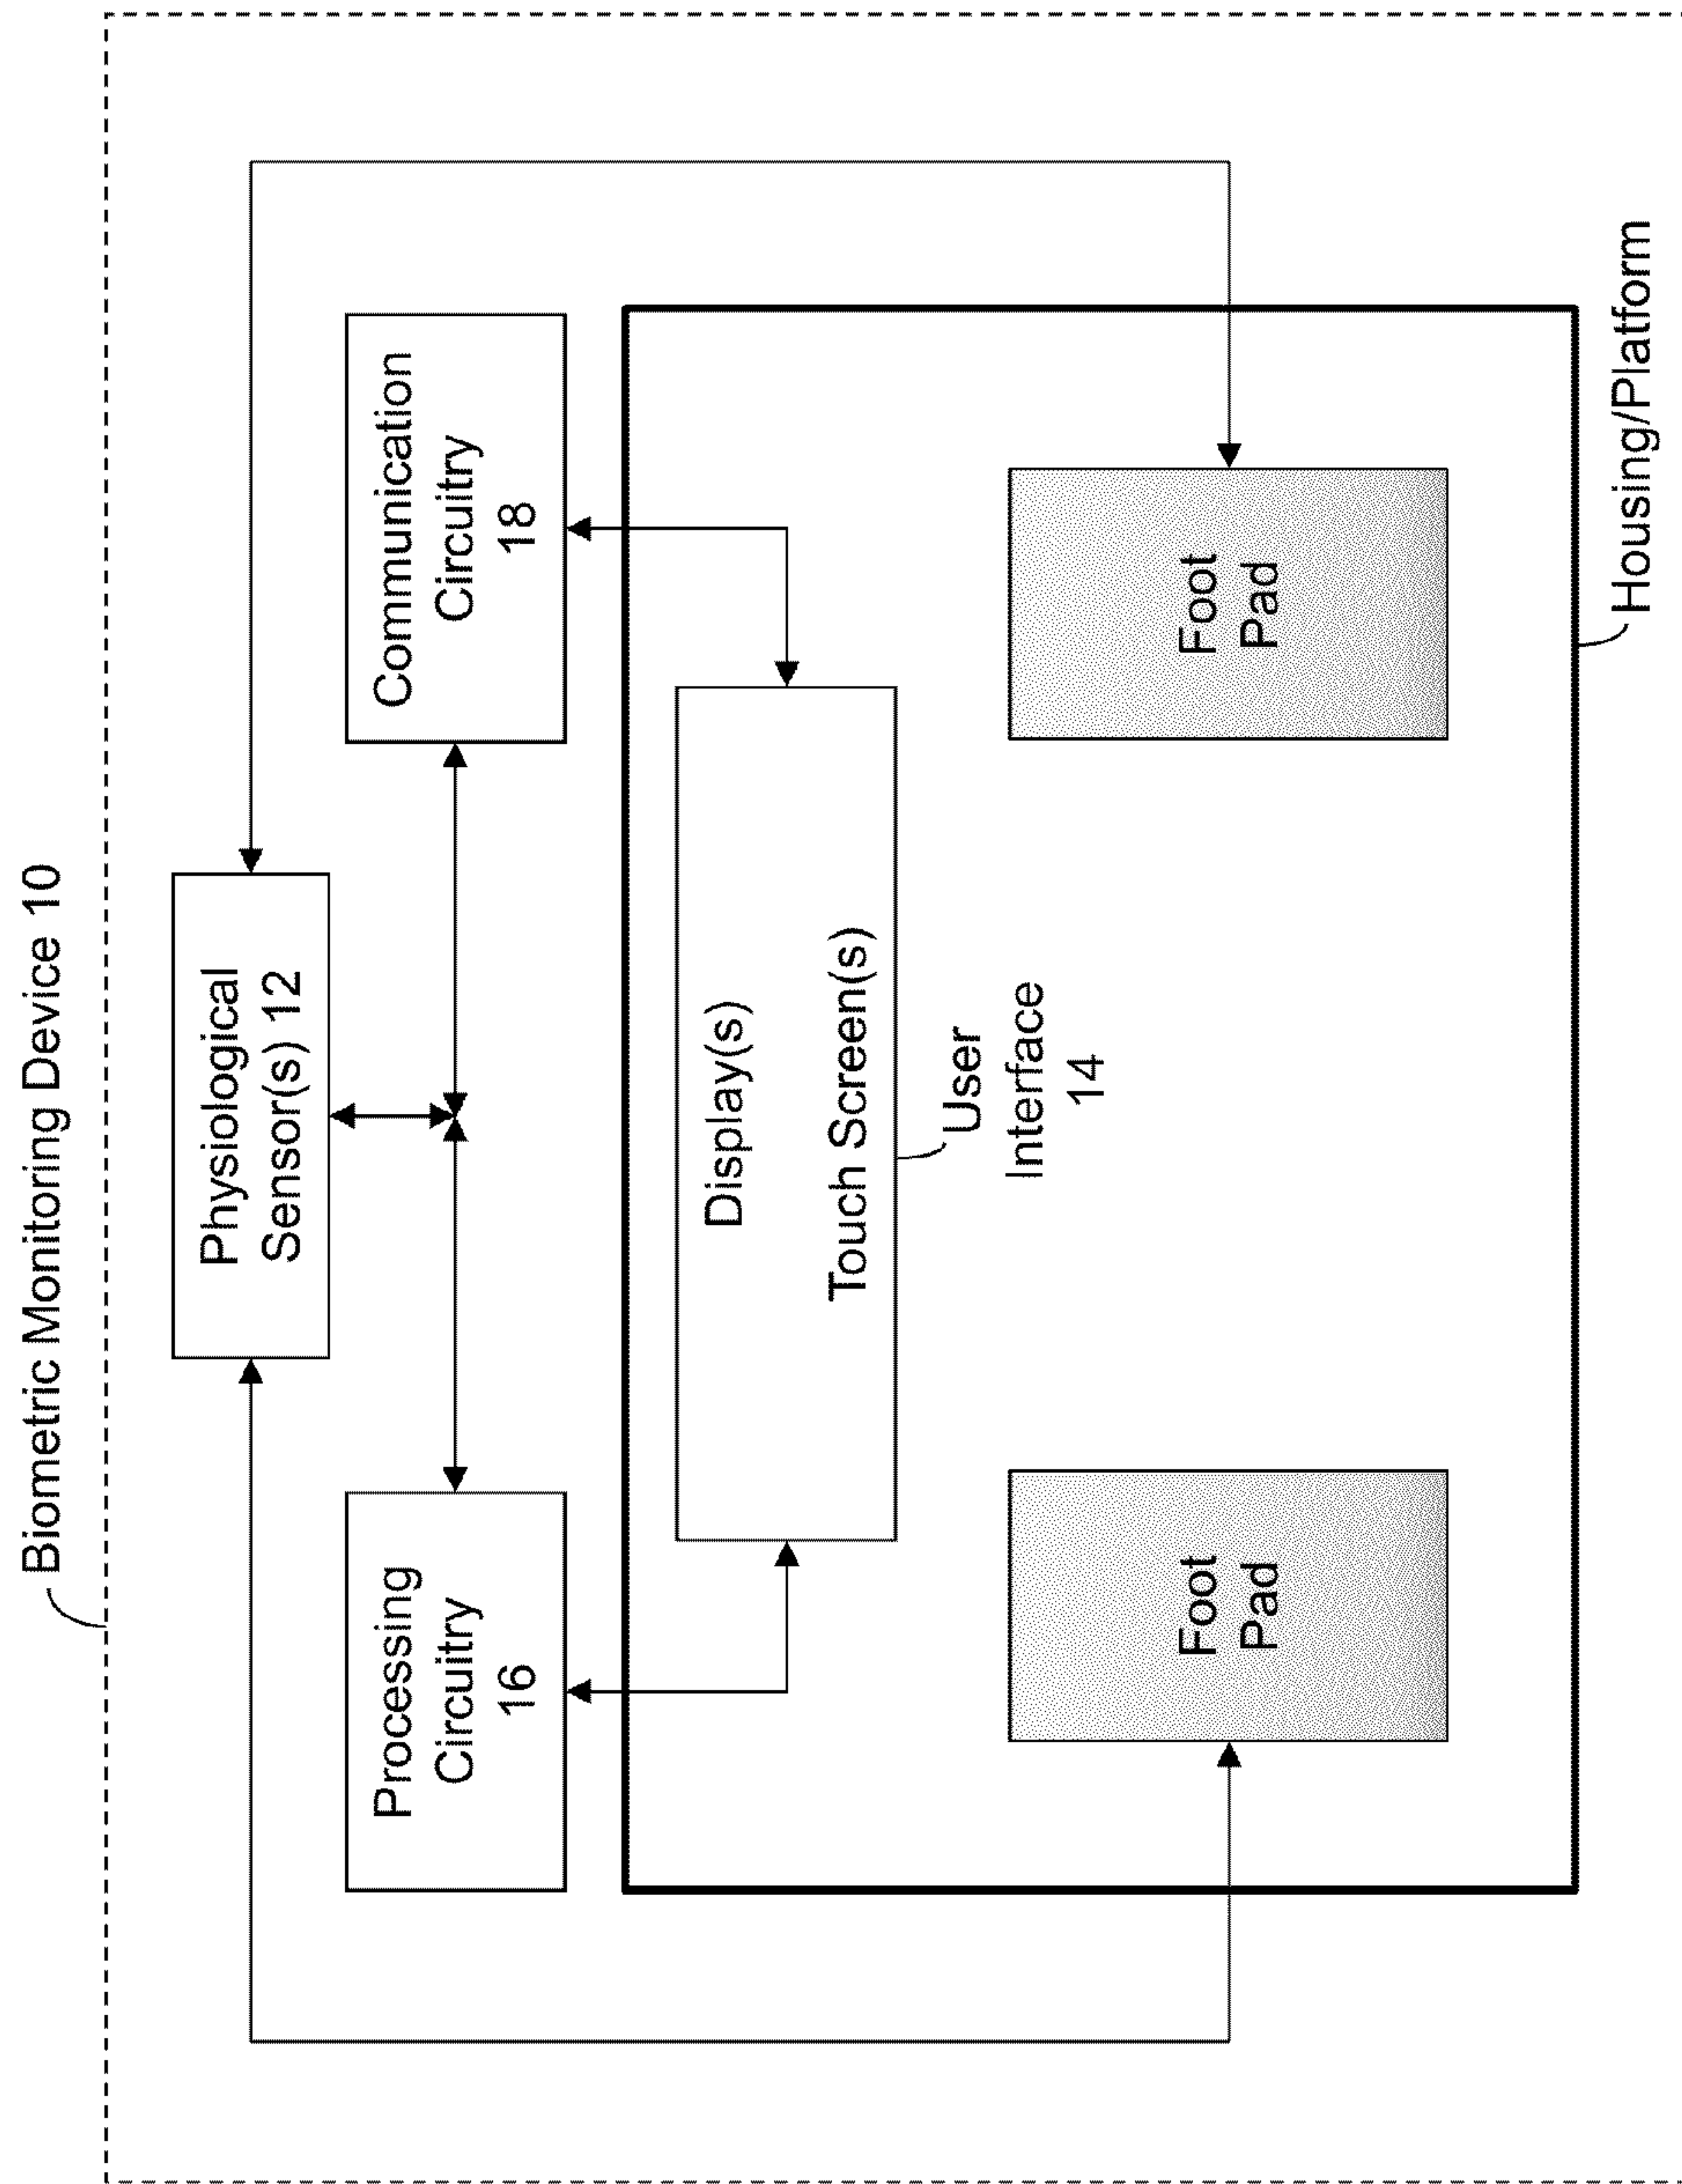 Biometric Monitoring Device 10
Physiological
Sensor(s) 12
Processing
Circuitry
16
Communication
Circuitry
18
Display(s)
Touch Screen(s)
User
Interface
14
Foot
Pad
Foot
Pad
Housing/Platform